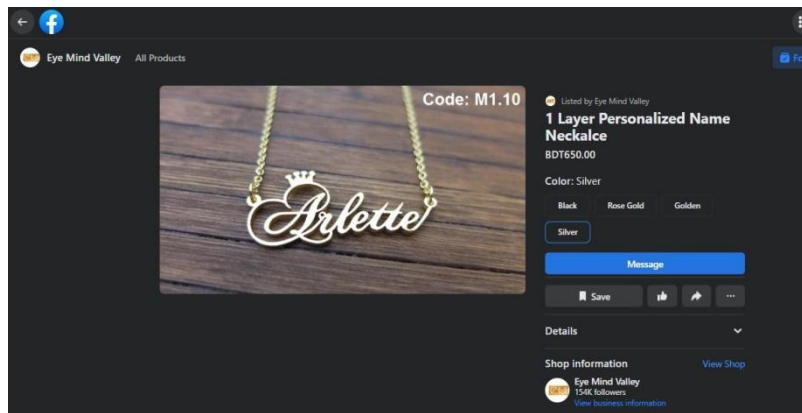 Eye Mind Valley All Products
Fo
Code: M1.10
Arlette
Listed by Eye Mind Valley
1 Layer Personalized Name
Neckalce
BDT650.00
Color: Silver
Black Rose Gold Golden
Silver
Message
Save
Details
Shop information View Shop
Eye Mind Valley
154K followers
View business information